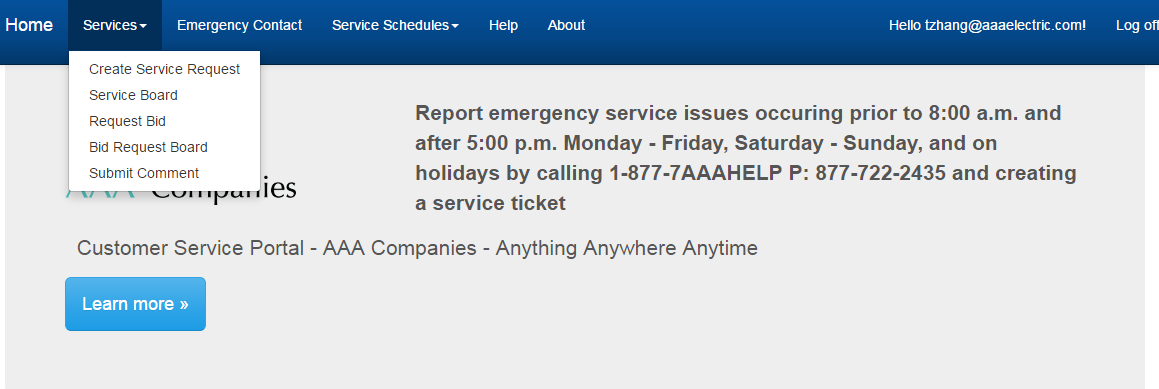 Home Services Emergency Contact Service Schedules Help About Hello tzhang@aaaelectric.com! Log off
Create Service Request
Service Board
Request Bid
Bid Request Board
Submit Comment
AAA Companies
Report emergency service issues occuring prior to 8:00 a.m. and
after 5:00 p.m. Monday - Friday, Saturday - Sunday, and on
holidays by calling 1-877-7AAAHELP P: 877-722-2435 and creating
a service ticket
Customer Service Portal - AAA Companies - Anything Anywhere Anytime
Learn more »